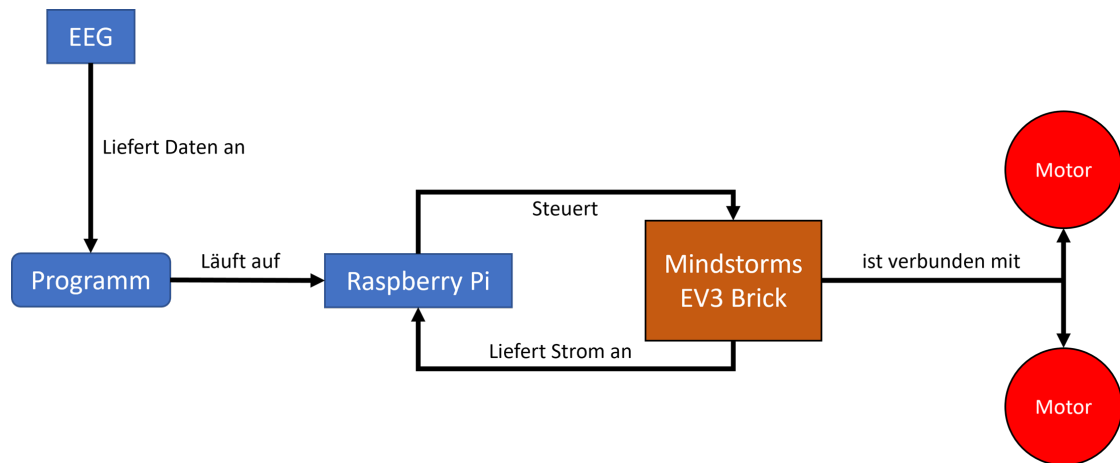 EEG
Liefert Daten an
Programm
Läuft auf
Raspberry Pi
Steuert
Liefert Strom an
Mindstorms
EV3 Brick
ist verbunden mit
Motor
Motor